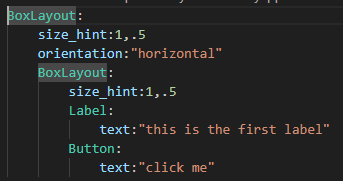 BoxLayout:
    size_hint:1,.5
    orientation:"horizontal"
    BoxLayout:
        size_hint:1,.5
        Label:
            text:"this is the first label"
        Button:
            text:"click me"